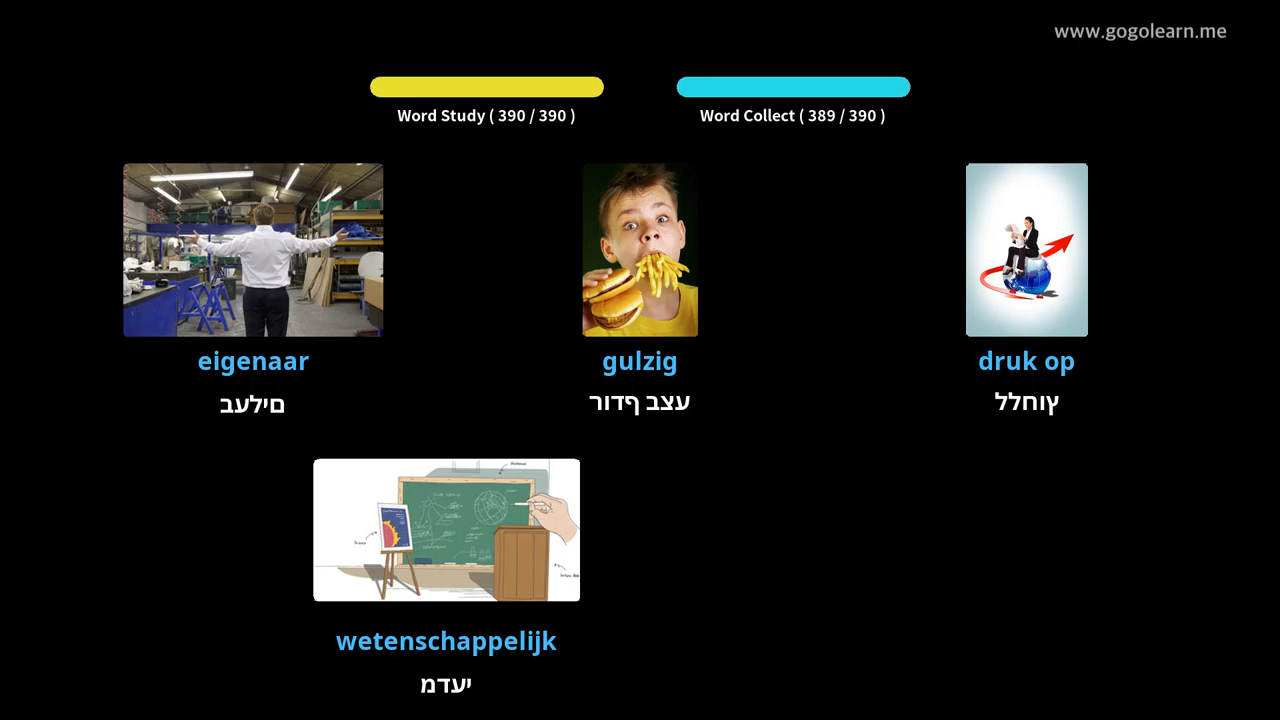 www.gogolearn.me
Word Study ( 390 / 390 )
Word Collect ( 389 / 390 )
eigenaar
םילעב
gulzig
עצב ףדור
druk op
ץוחלל
wetenschappelijk
יעדמ